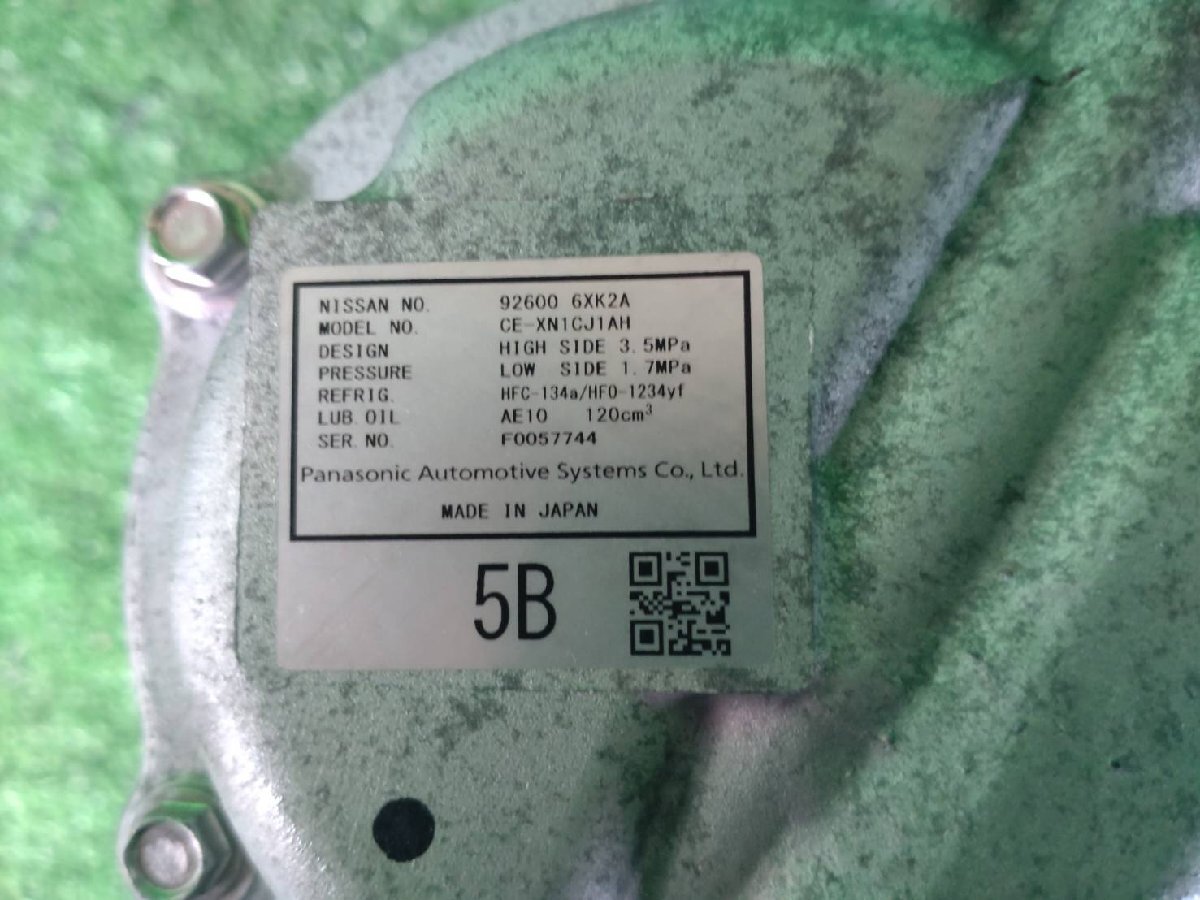 NISSAN NO. 92600 6XK2A
MODEL NO. CE-XN1CJ1AH
DESIGN HIGH SIDE 3.5MPa
PRESSURE LOW SIDE 1.7MPa
REFRIG. HFC-134a/HFO-1234yf
LUB.OIL AE10 120cm³
SER.NO. F0057744
Panasonic Automotive Systems Co., Ltd.
MADE IN JAPAN
5B